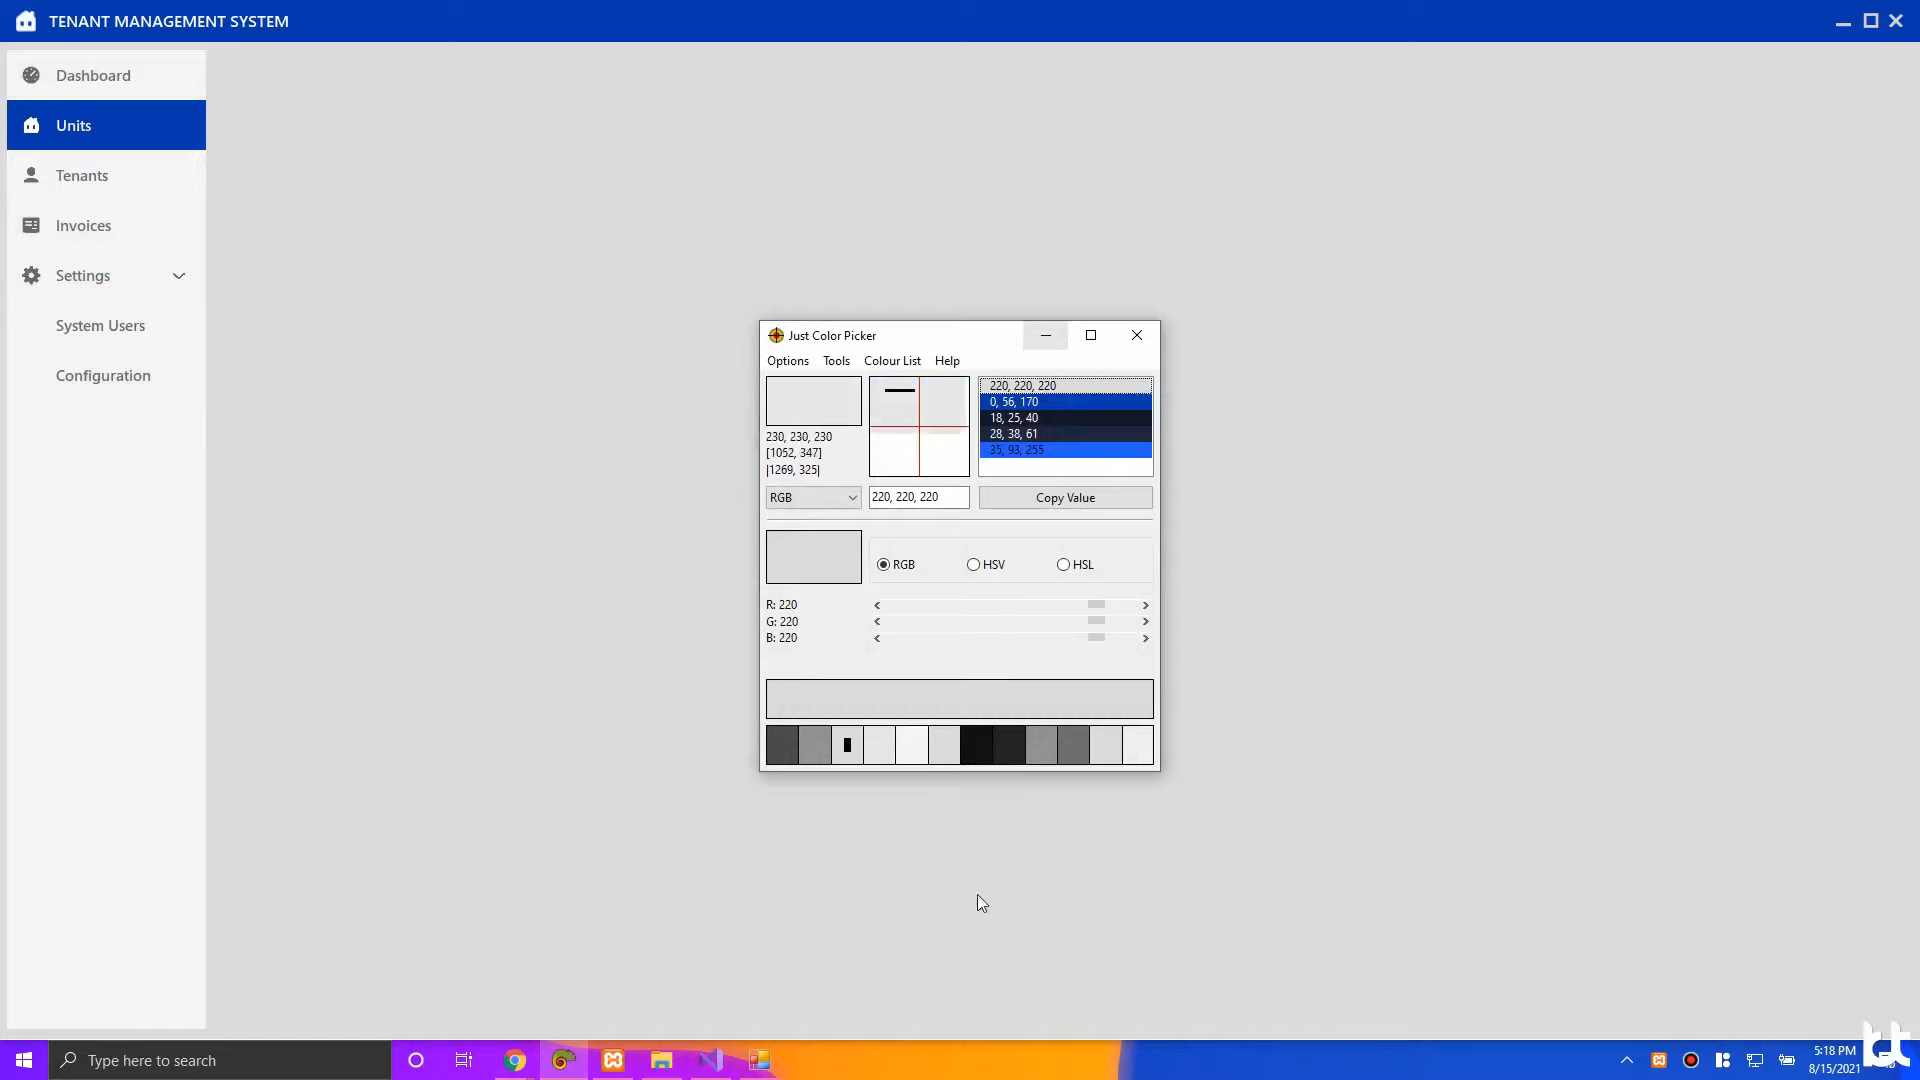 TENANT MANAGEMENT SYSTEM
Dashboard
Units
Tenants
Invoices
Settings
System Users
Configuration
Just Color Picker
Options Tools Colour List Help
220, 220, 220
0, 56, 170
18, 25, 40
28, 38, 61
35, 93, 255
230, 230, 230
[1052, 347]
|1269, 325|
RGB
220, 220, 220
Copy Value
RGB HSV HSL
R: 220
G: 220
B: 220
Type here to search
5:18 PM
8/15/2021